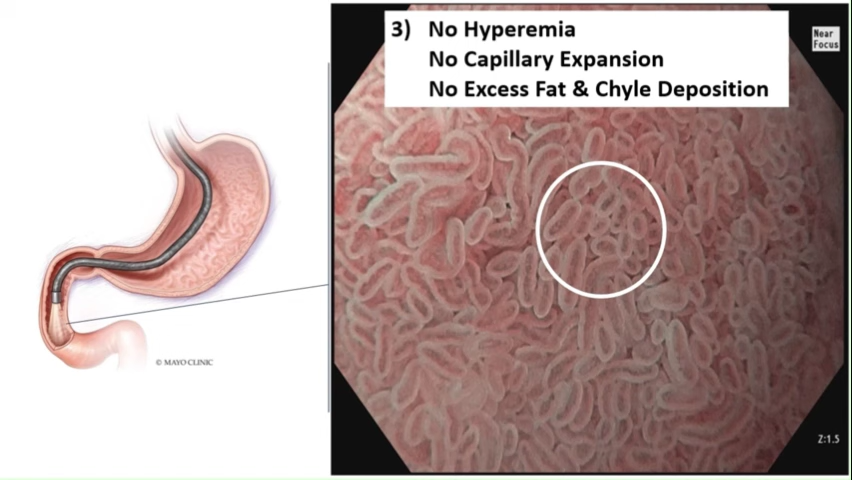 3) No Hyperemia
No Capillary Expansion
No Excess Fat & Chyle Deposition
Near
Focus
© MAYO CLINIC
Z:1.5